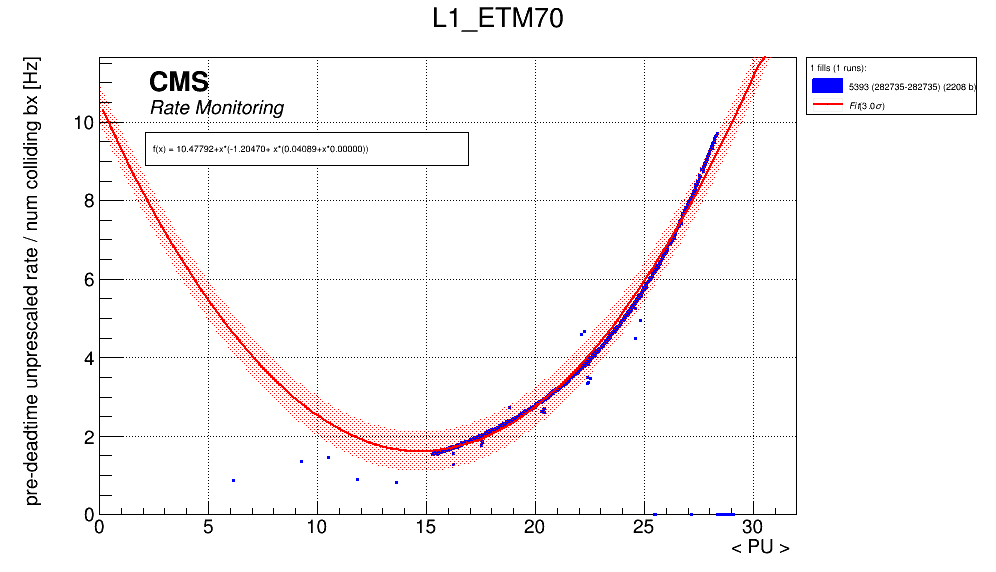 L1_ETM70
pre-deadtime unprescaled rate / num colliding bx [Hz]
CMS
Rate Monitoring
f(x) = 10.47792+x*(-1.20470+ x*(0.04089+x*0.00000))
10
8
6
4
2
0
0 5 10 15 20 25 30
< PU >
1 fills (1 runs):
5393 (282735-282735) (2208 b)
Fit(3.0σ)